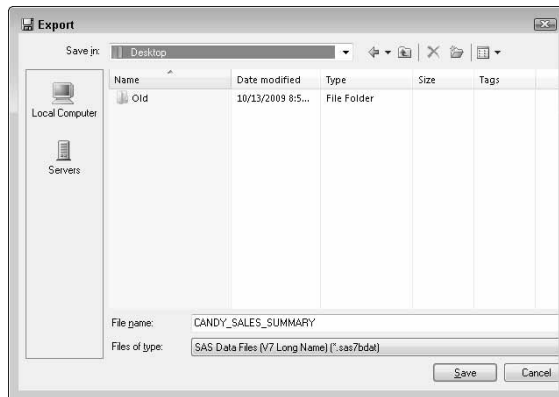 Export
Save in: Desktop
Name Date modified Type Size Tags
Old 10/13/2009 8:5... File Folder
Local Computer
Servers
File name: CANDY_SALES_SUMMARY
Files of type: SAS Data Files (V7 Long Name) (*.sas7bdat)
Save Cancel